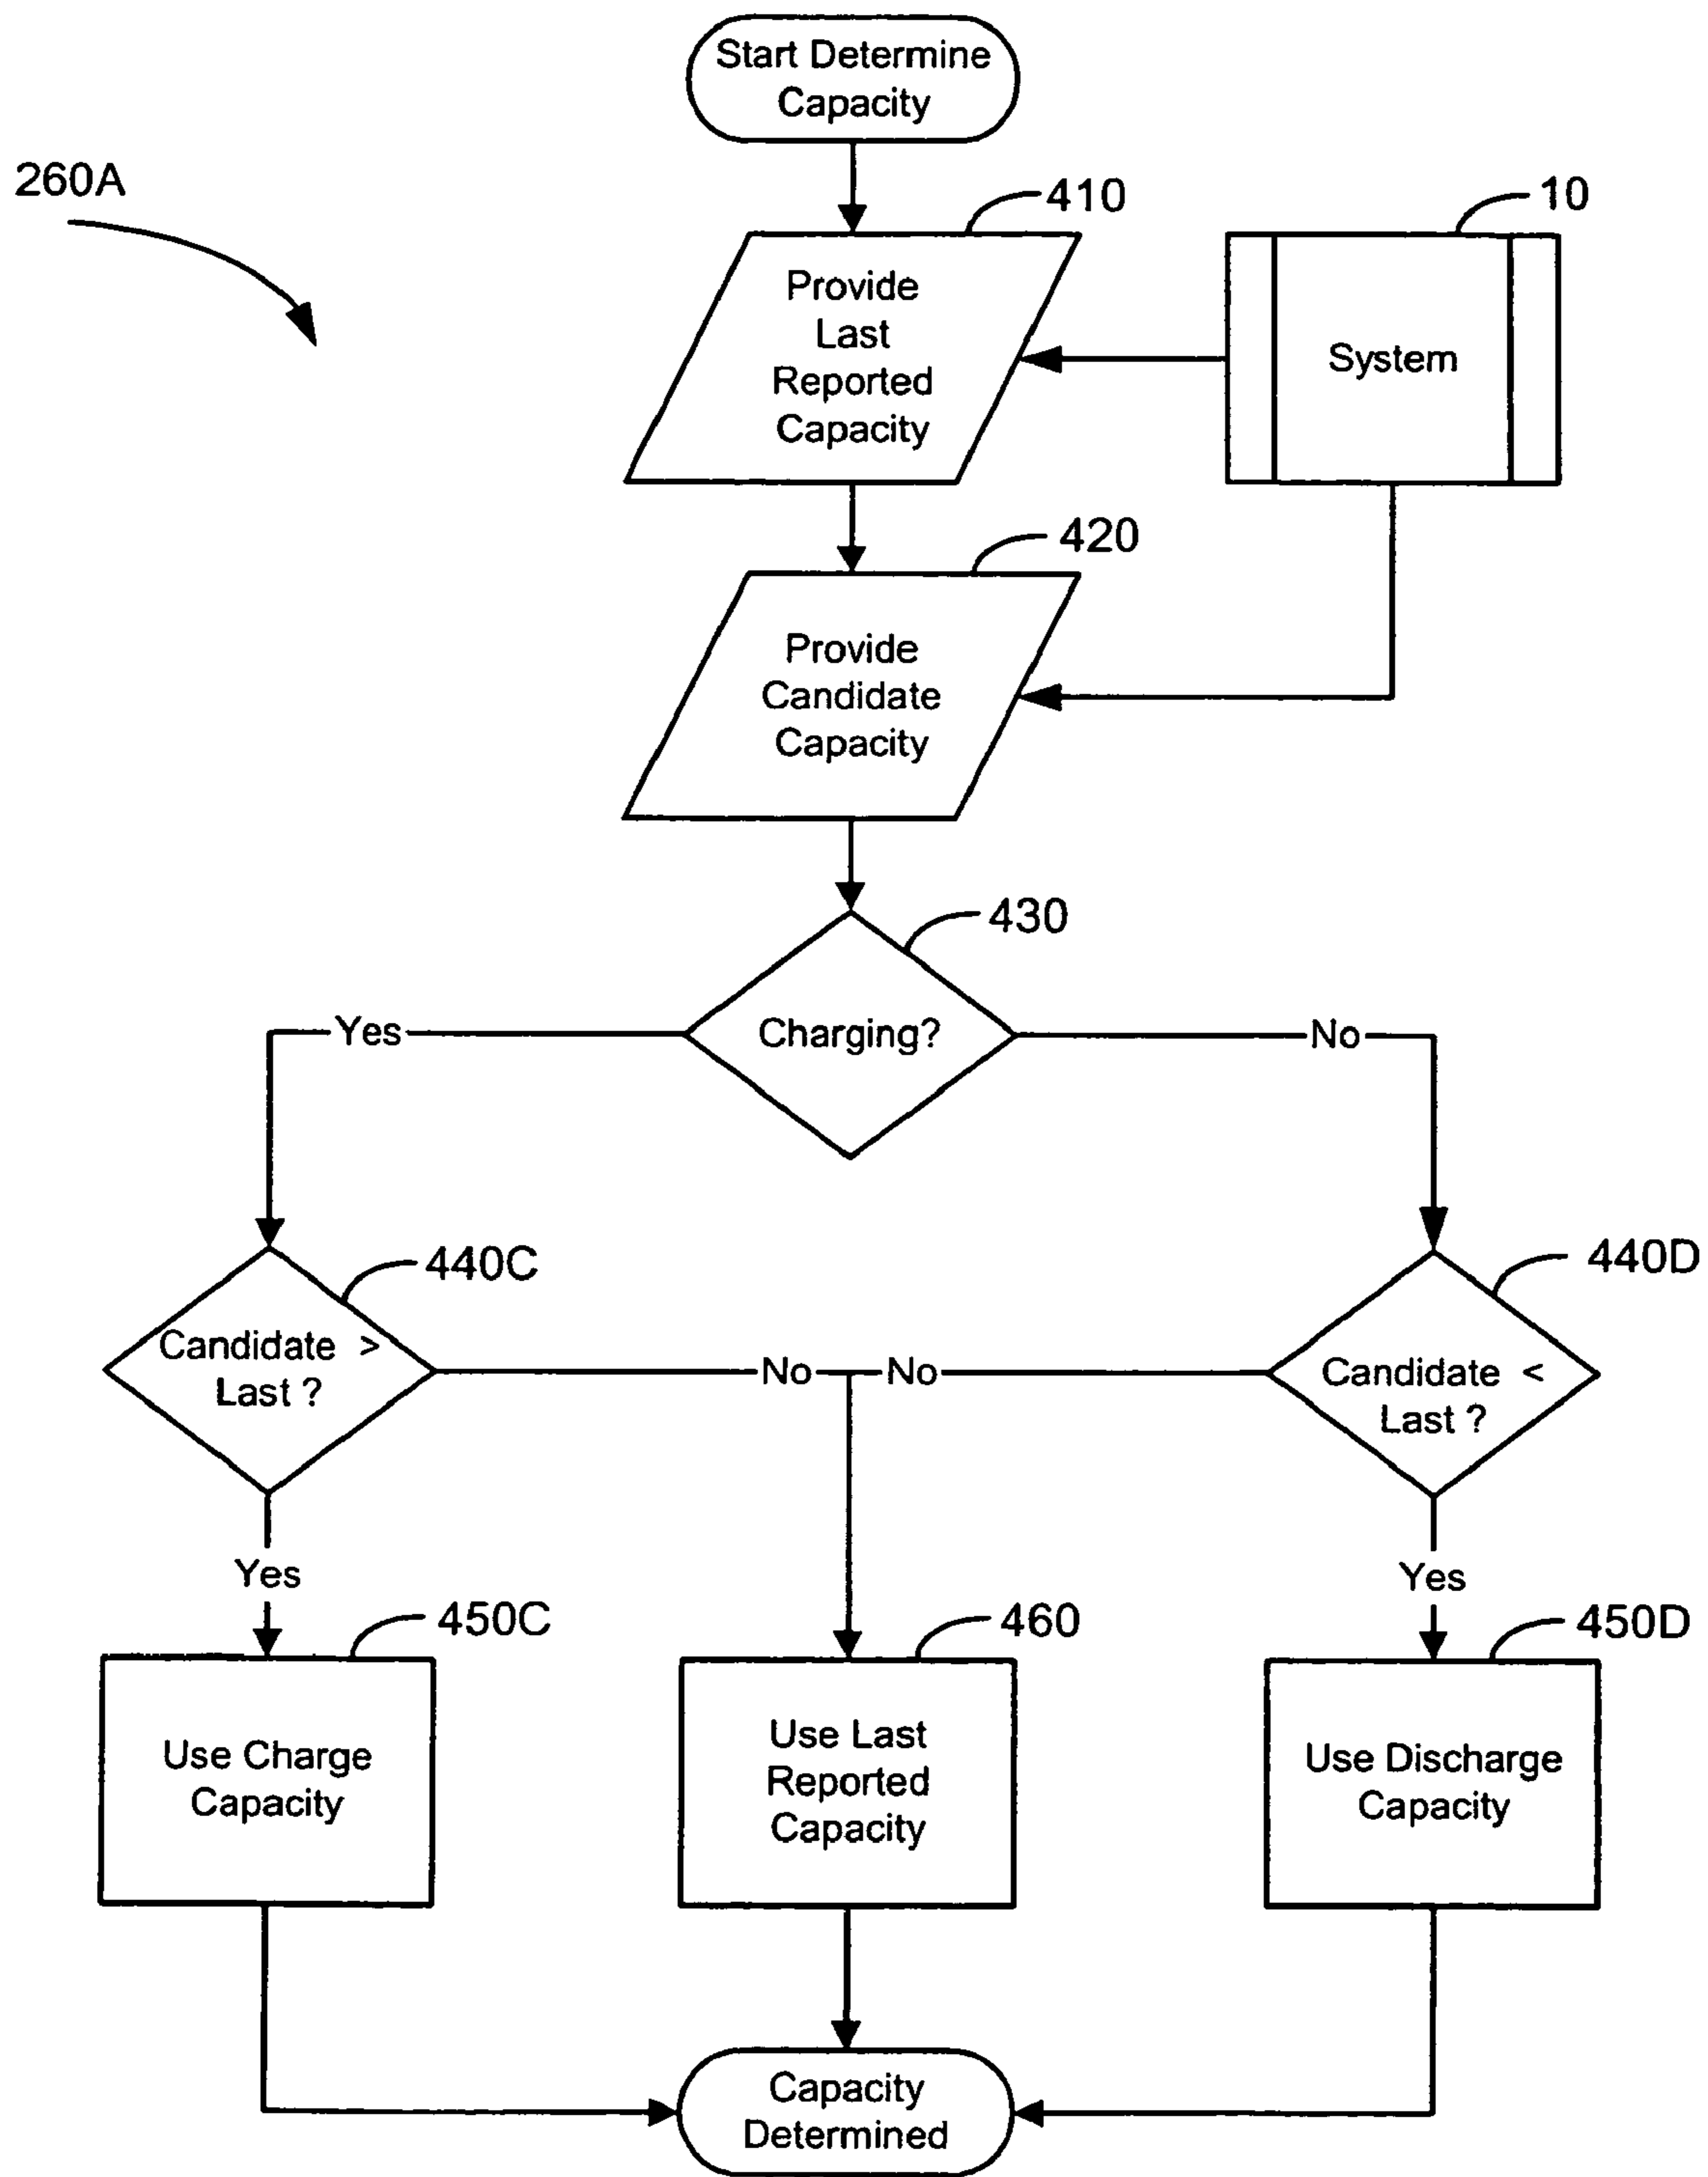 Start Determine
Capacity
260A
410
10
Provide
Last
Reported
Capacity
System
420
Provide
Candidate
Capacity
430
Charging?
Yes
No
440C
440D
Candidate >
Last ?
No
No
Candidate <
Last ?
Yes
Yes
450C
460
450D
Use Charge
Capacity
Use Last
Reported
Capacity
Use Discharge
Capacity
Capacity
Determined